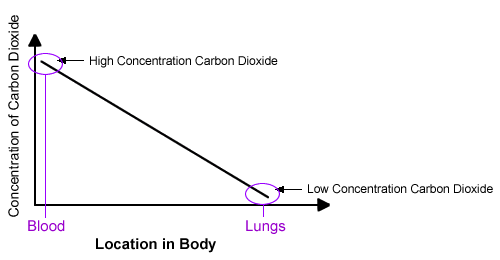 Concentration of Carbon Dioxide
High Concentration Carbon Dioxide
Low Concentration Carbon Dioxide
Blood
Lungs
Location in Body